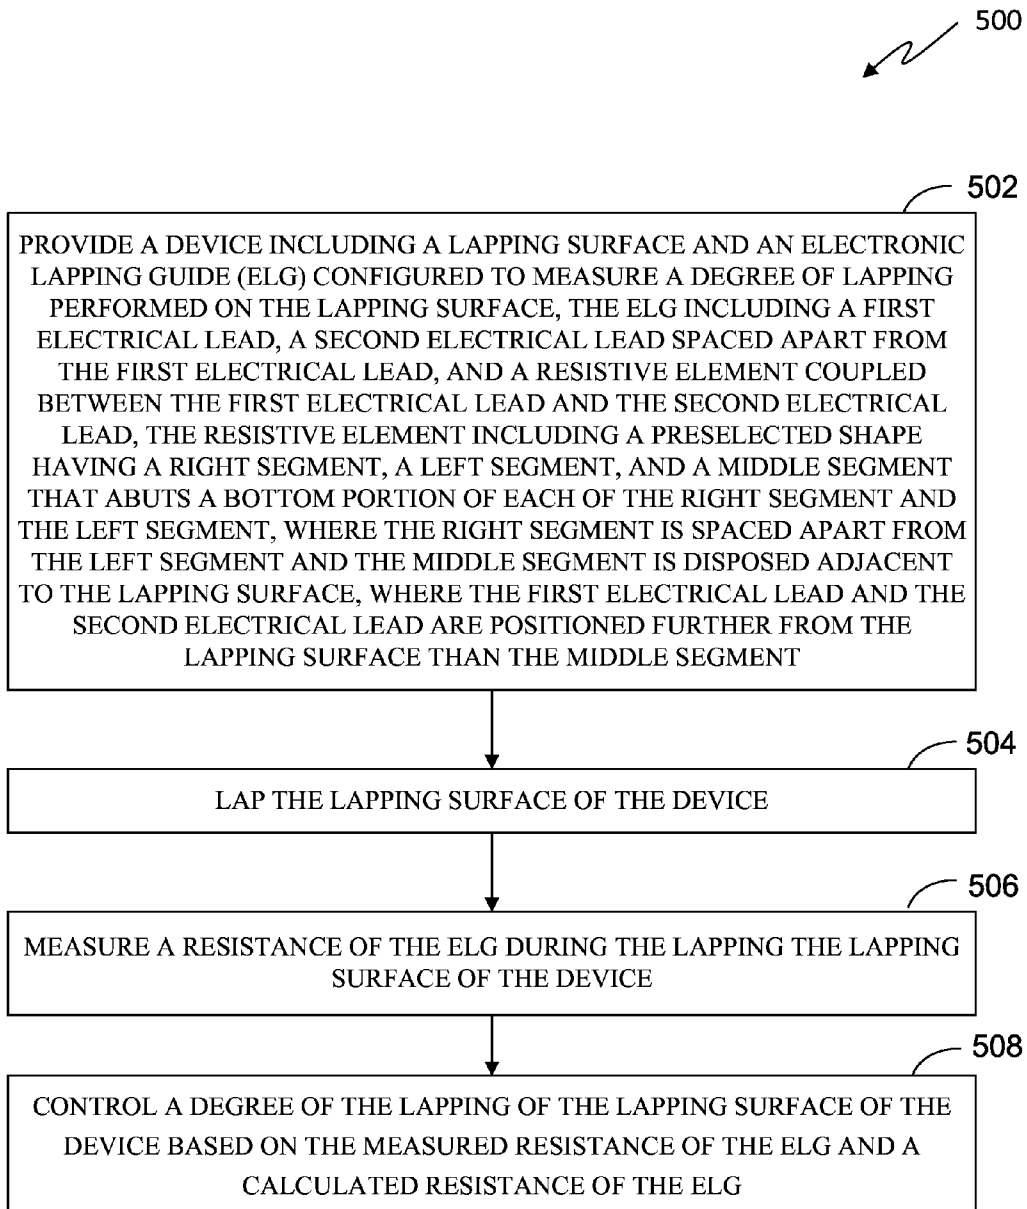 500
502
PROVIDE A DEVICE INCLUDING A LAPPING SURFACE AND AN ELECTRONIC
LAPPING GUIDE (ELG) CONFIGURED TO MEASURE A DEGREE OF LAPPING
PERFORMED ON THE LAPPING SURFACE, THE ELG INCLUDING A FIRST
ELECTRICAL LEAD, A SECOND ELECTRICAL LEAD SPACED APART FROM
THE FIRST ELECTRICAL LEAD, AND A RESISTIVE ELEMENT COUPLED
BETWEEN THE FIRST ELECTRICAL LEAD AND THE SECOND ELECTRICAL
LEAD, THE RESISTIVE ELEMENT INCLUDING A PRESELECTED SHAPE
HAVING A RIGHT SEGMENT, A LEFT SEGMENT, AND A MIDDLE SEGMENT
THAT ABUTS A BOTTOM PORTION OF EACH OF THE RIGHT SEGMENT AND
THE LEFT SEGMENT, WHERE THE RIGHT SEGMENT IS SPACED APART FROM
THE LEFT SEGMENT AND THE MIDDLE SEGMENT IS DISPOSED ADJACENT
TO THE LAPPING SURFACE, WHERE THE FIRST ELECTRICAL LEAD AND THE
SECOND ELECTRICAL LEAD ARE POSITIONED FURTHER FROM THE
LAPPING SURFACE THAN THE MIDDLE SEGMENT
504
LAP THE LAPPING SURFACE OF THE DEVICE
506
MEASURE A RESISTANCE OF THE ELG DURING THE LAPPING THE LAPPING
SURFACE OF THE DEVICE
508
CONTROL A DEGREE OF THE LAPPING OF THE LAPPING SURFACE OF THE
DEVICE BASED ON THE MEASURED RESISTANCE OF THE ELG AND A
CALCULATED RESISTANCE OF THE ELG